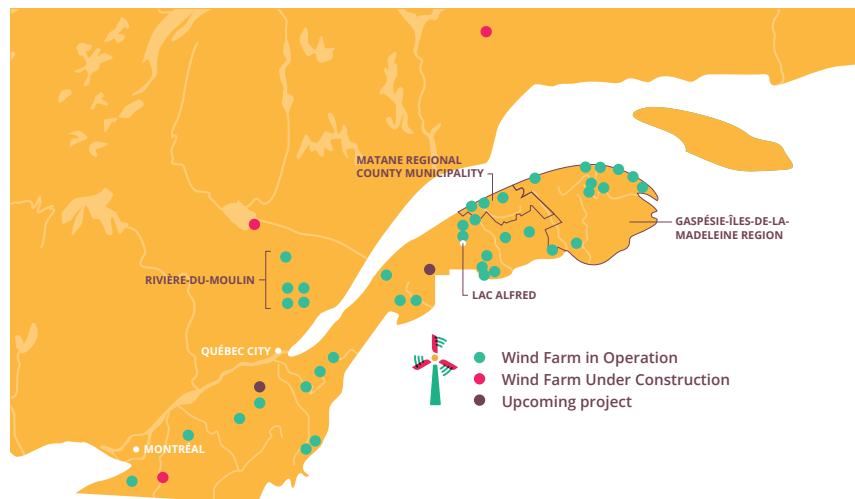 MATANE REGIONAL
COUNTY MUNICIPALITY
GASPÉSIE-ÎLES-DE-LA-
MADELEINE REGION
RIVIÈRE-DU-MOULIN
LAC ALFRED
QUÉBEC CITY
Wind Farm in Operation
Wind Farm Under Construction
Upcoming project
MONTRÉAL